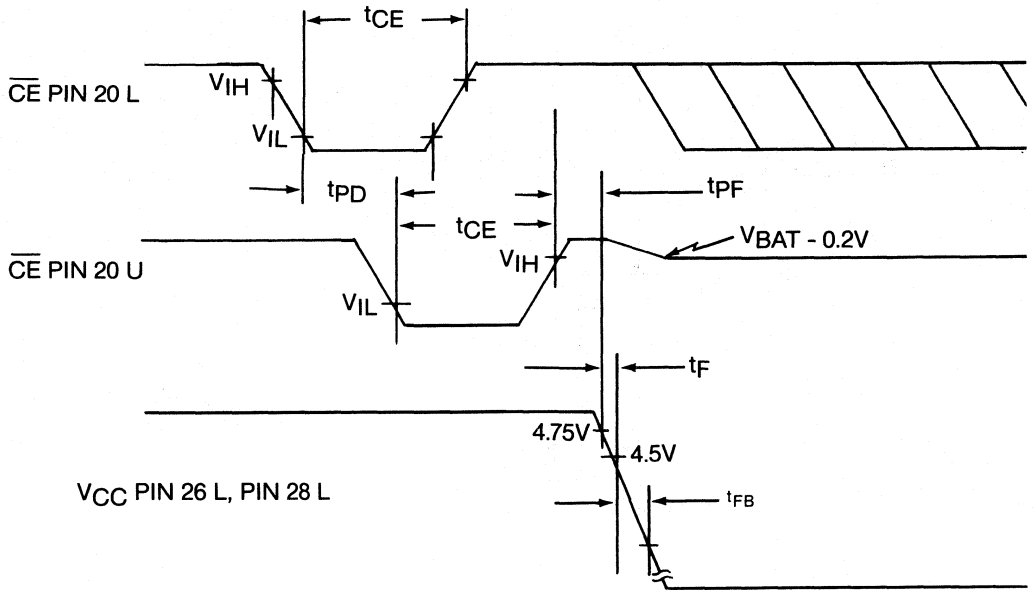 tCE
VIH
CE PIN 20 L
VIL
tPD
tPF
tCE
VBAT - 0.2V
VIH
CE PIN 20 U
VIL
tF
4.75V
4.5V
VCC PIN 26 L, PIN 28 L
tFB